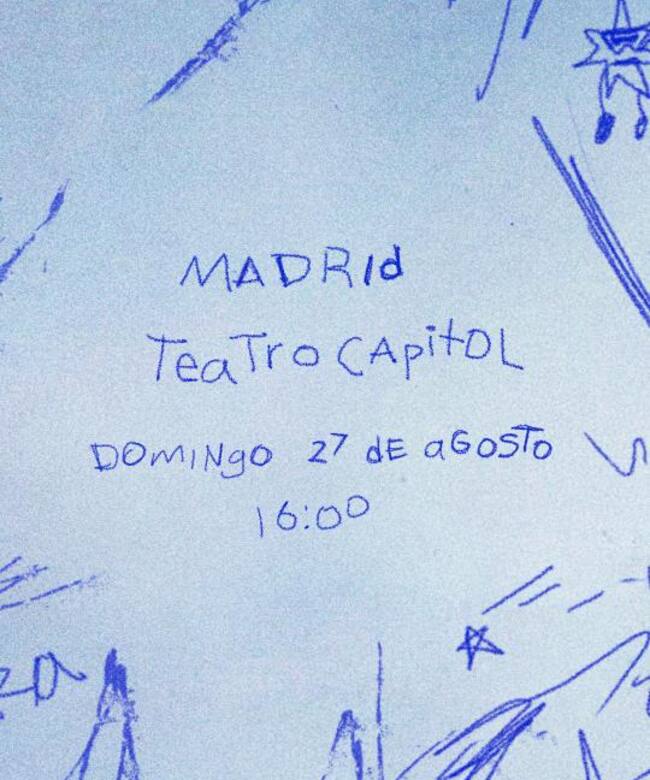 MADRId
TeaTro CApitOL
DOmINgO 27 dE aGOSTo
16:00